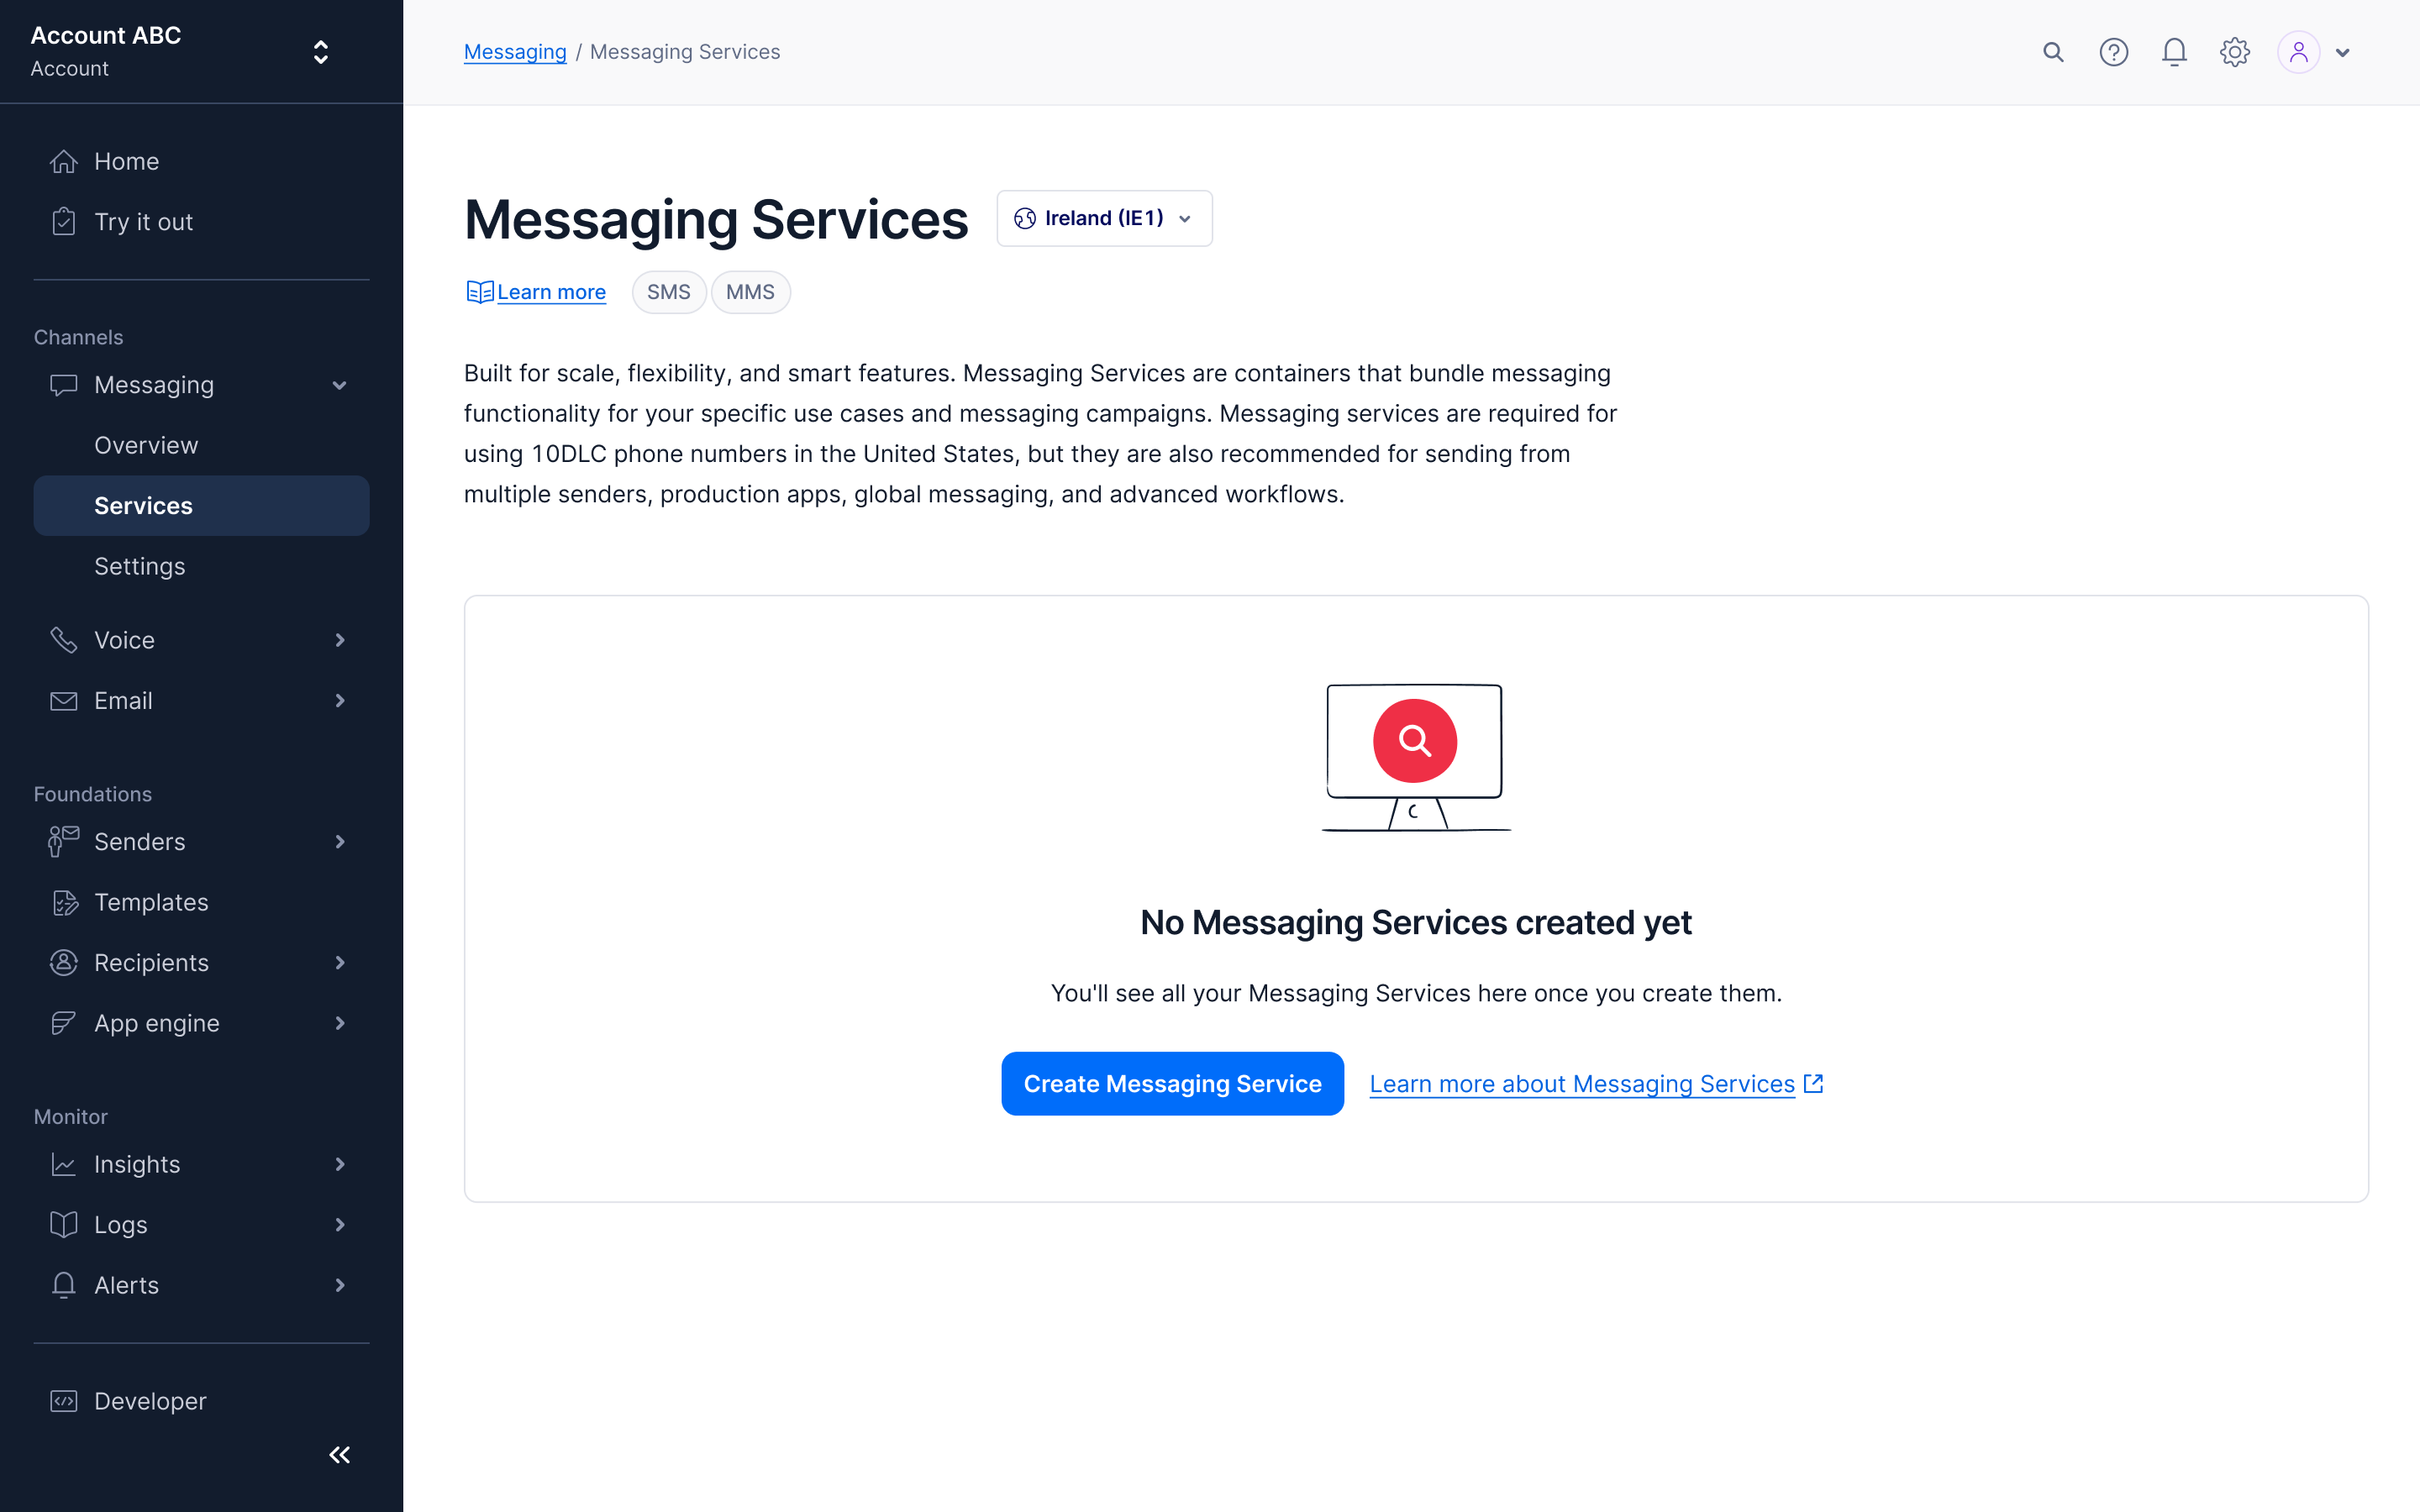 Account ABC
Account
Home
Try it out
Channels
Messaging
Overview
Services
Settings
Voice
Email
Foundations
Senders
Templates
Recipients
App engine
Monitor
Insights
Logs
Alerts
Developer
Messaging / Messaging Services
Messaging Services
Ireland (IE1)
Learn more
SMS
MMS
Built for scale, flexibility, and smart features. Messaging Services are containers that bundle messaging
functionality for your specific use cases and messaging campaigns. Messaging services are required for
using 10DLC phone numbers in the United States, but they are also recommended for sending from
multiple senders, production apps, global messaging, and advanced workflows.
No Messaging Services created yet
You'll see all your Messaging Services here once you create them.
Create Messaging Service
Learn more about Messaging Services